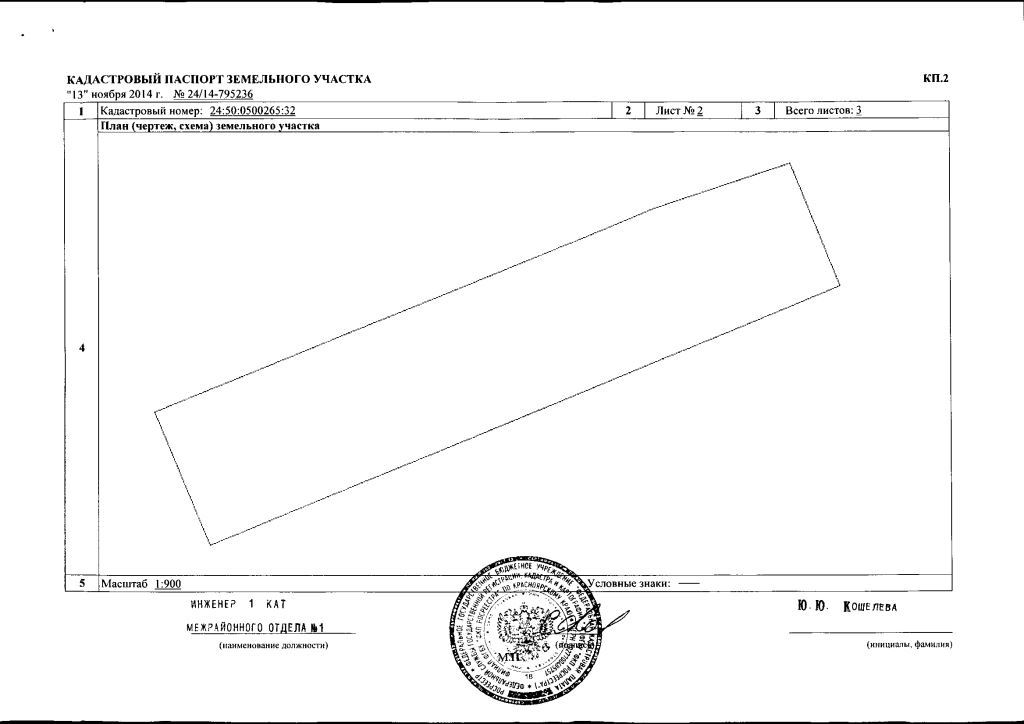 КАДАСТРОВЫЙ ПАСПОРТ ЗЕМЕЛЬНОГО УЧАСТКА КП.2
"13" ноября 2014 г. № 24/14-795236
1 Кадастровый номер: 24:50:0500265:32 2 Лист № 2 3 Всего листов: 3
План (чертеж, схема) земельного участка
4
5 Масштаб 1:900 Условные знаки:
ИНЖЕНЕР 1 КАТ Ю.Ю. КОШЕЛЕВА
МЕЖРАЙОННОГО ОТДЕЛА №1
(наименование должности) М.П. (инициалы, фамилия)